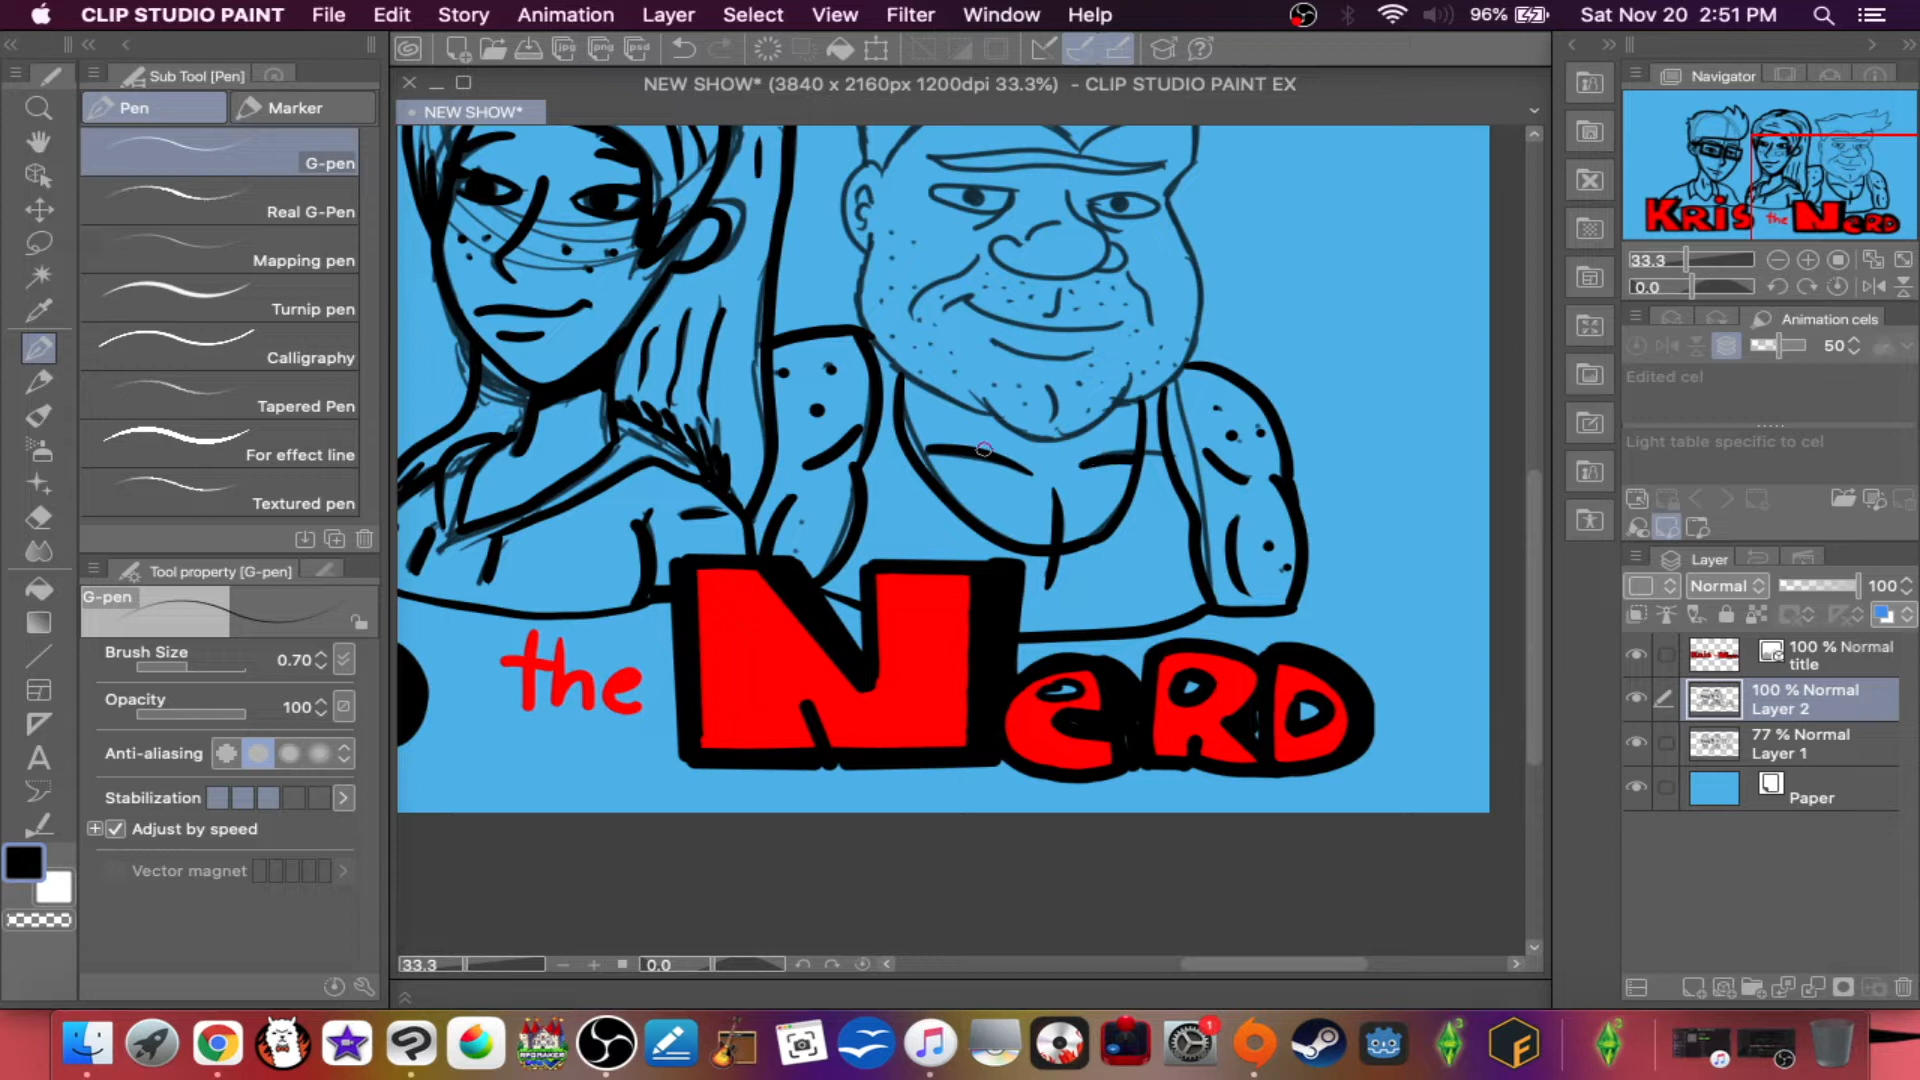 CLIP STUDIO PAINT File Edit Story Animation Layer Select View Filter Window Help 96% Sat Nov 20 2:51 PM
jpg png psd
Sub Tool [Pen]
NEW SHOW* (3840 x 2160px 1200dpi 33.3%) - CLIP STUDIO PAINT EX
Navigator
Pen Marker
NEW SHOW*
G-pen
Real G-Pen
Mapping pen
Turnip pen
Calligraphy
Tapered Pen
For effect line
Textured pen
Kris the NeRD
33.3
0.0
Animation cels
50
Edited cel
Light table specific to cel
Tool property [G-pen]
G-pen
Brush Size 0.70
Opacity 100
Anti-aliasing
Stabilization
Adjust by speed
Vector magnet
the NeRD
Layer
Normal 100
100 % Normal
title
100 % Normal
Layer 2
77 % Normal
Layer 1
Paper
33.3 0.0
RPGMAKER
1